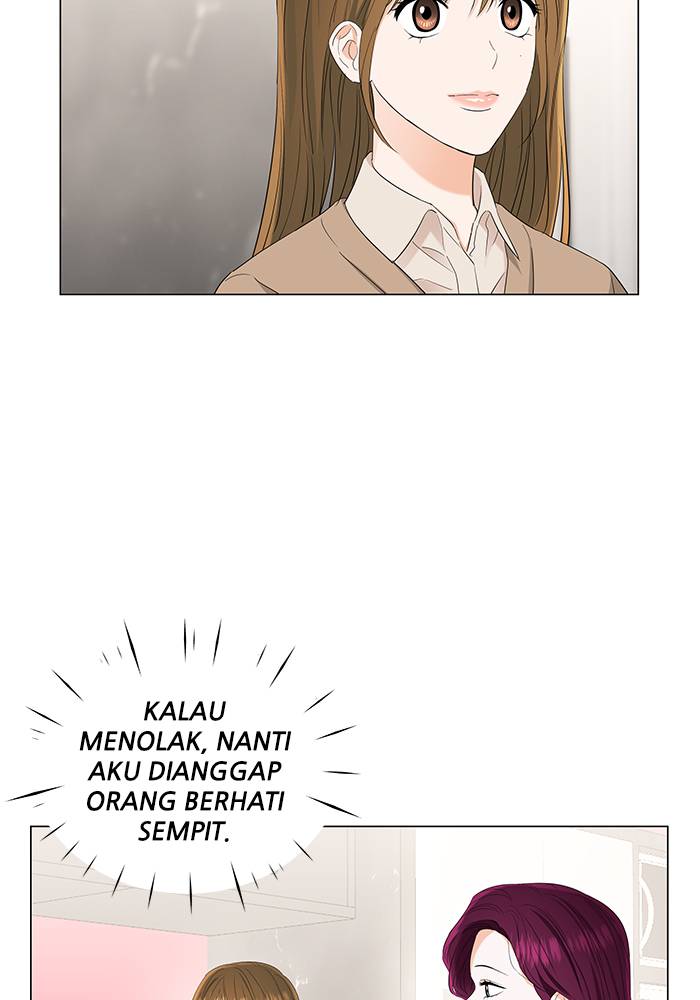 KALAU
MENOLAK, NANTI
AKU DIANGGAP
ORANG BERHATI
SEMPIT.